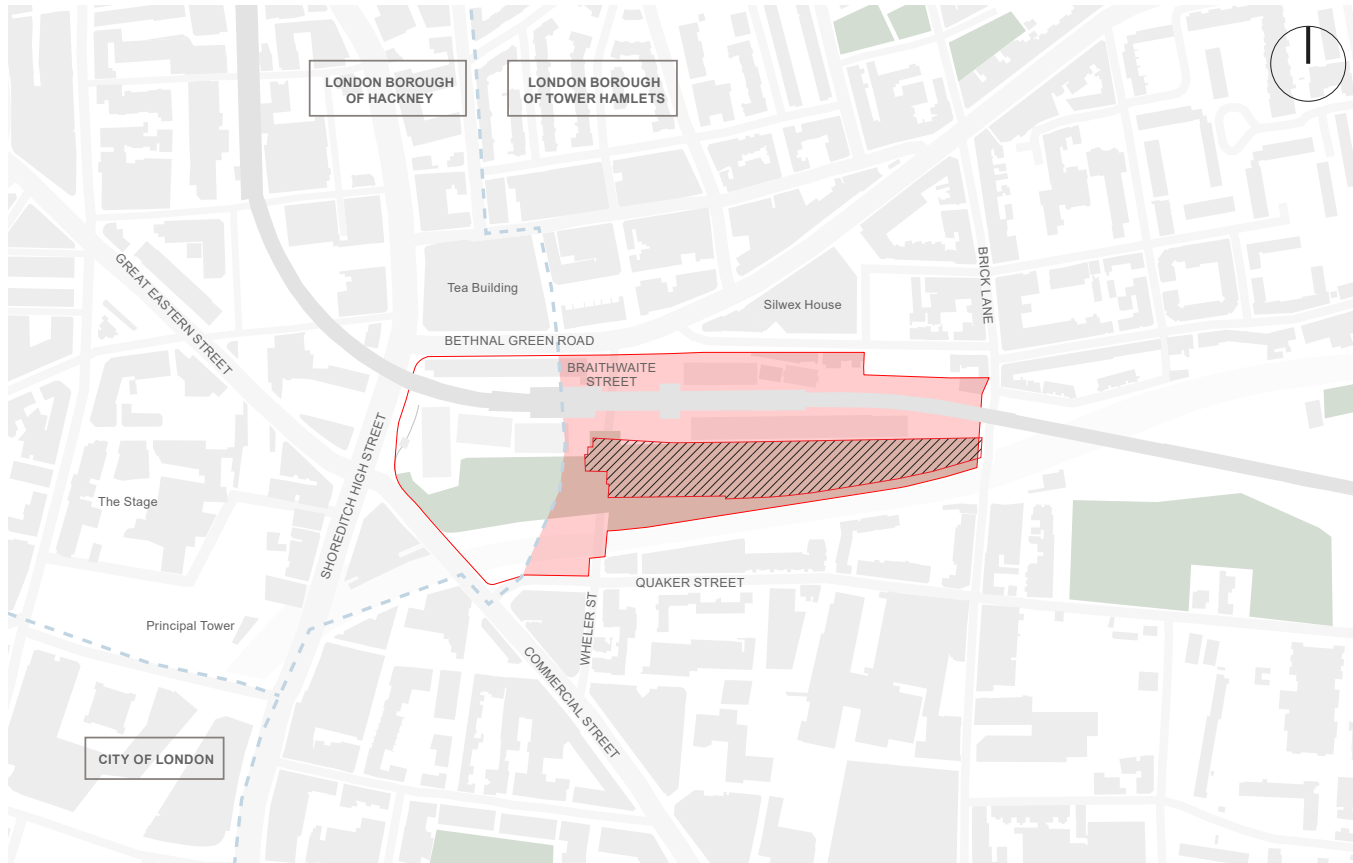 LONDON BOROUGH
OF HACKNEY
LONDON BOROUGH
OF TOWER HAMLETS
GREAT EASTERN STREET
Tea Building
BRICK LANE
Silwex House
BETHNAL GREEN ROAD
BRAITHWAITE
STREET
SHOREDITCH HIGH STREET
The Stage
QUAKER STREET
WHELER ST
Principal Tower
COMMERCIAL STREET
CITY OF LONDON